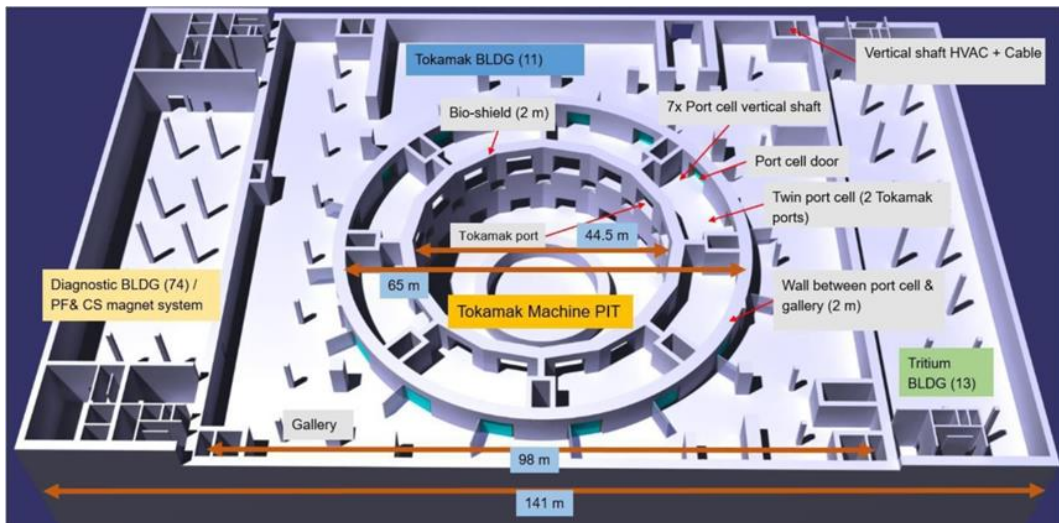 Tokamak BLDG (11)
Vertical shaft HVAC + Cable
Bio-shield (2 m)
7x Port cell vertical shaft
Port cell door
Twin port cell (2 Tokamak
ports)
Tokamak port
44.5 m
Diagnostic BLDG (74) /
PF& CS magnet system
65 m
Tokamak Machine PIT
Wall between port cell &
gallery (2 m)
Tritium
BLDG (13)
Gallery
98 m
141 m